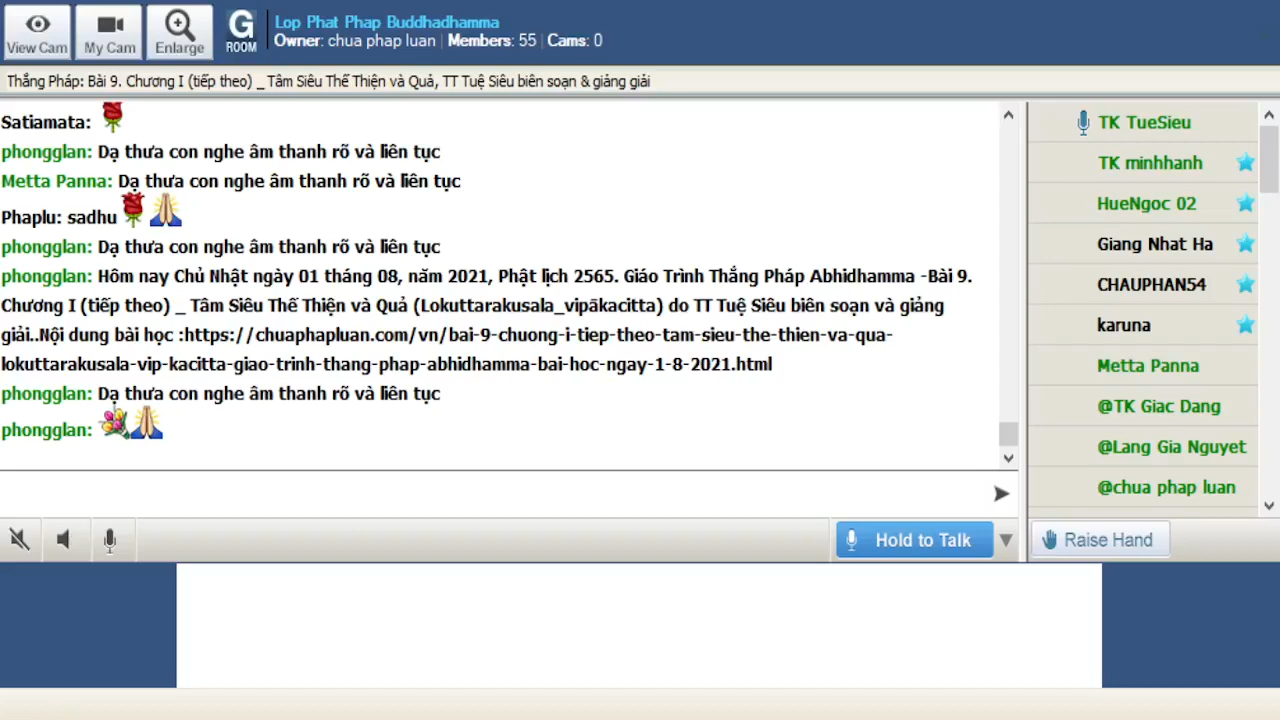 View Cam
My Cam
Enlarge
G
ROOM
Lop Phat Phap Buddhadhamma
Owner: chua phap luan | Members: 55 | Cams: 0
Thắng Pháp: Bài 9. Chương I (tiếp theo) _ Tâm Siêu Thế Thiện và Quả, TT Tuệ Siêu biên soạn & giảng giải
Satiamata:
phongglan: Dạ thưa con nghe âm thanh rõ và liên tục
Metta Panna: Dạ thưa con nghe âm thanh rõ và liên tục
Phaplu: sadhu
phongglan: Dạ thưa con nghe âm thanh rõ và liên tục
phongglan: Hôm nay Chủ Nhật ngày 01 tháng 08, năm 2021, Phật lịch 2565. Giáo Trình Thắng Pháp Abhidhamma -Bài 9.
Chương I (tiếp theo) _ Tâm Siêu Thế Thiện và Quả (Lokuttarakusala_vipākacitta) do TT Tuệ Siêu biên soạn và giảng
giải..Nội dung bài học :https://chuaphapluan.com/vn/bai-9-chuong-i-tiep-theo-tam-sieu-the-thien-va-qua-
lokuttarakusala-vip-kacitta-giao-trinh-thang-phap-abhidhamma-bai-hoc-ngay-1-8-2021.html
phongglan: Dạ thưa con nghe âm thanh rõ và liên tục
phongglan:
TK TueSieu
TK minhhanh
HueNgoc 02
Giang Nhat Ha
CHAUPHAN54
karuna
Metta Panna
@TK Giac Dang
@Lang Gia Nguyet
@chua phap luan
Hold to Talk
Raise Hand